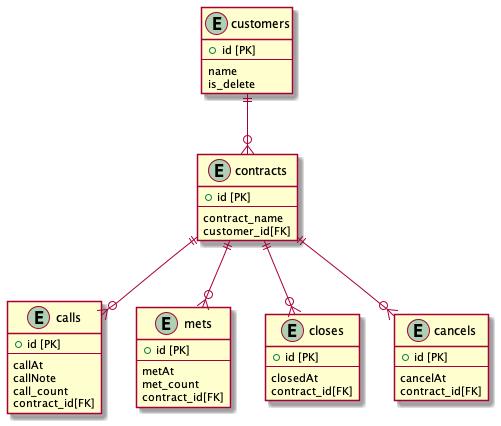 E customers
id [PK]
name
is_delete
E contracts
id [PK]
contract_name
customer_id[FK]
E calls
id [PK]
callAt
callNote
call_count
contract_id[FK]
E mets
id [PK]
metAt
met_count
contract_id[FK]
E closes
id [PK]
closedAt
contract_id[FK]
E cancels
id [PK]
cancelAt
contract_id[FK]